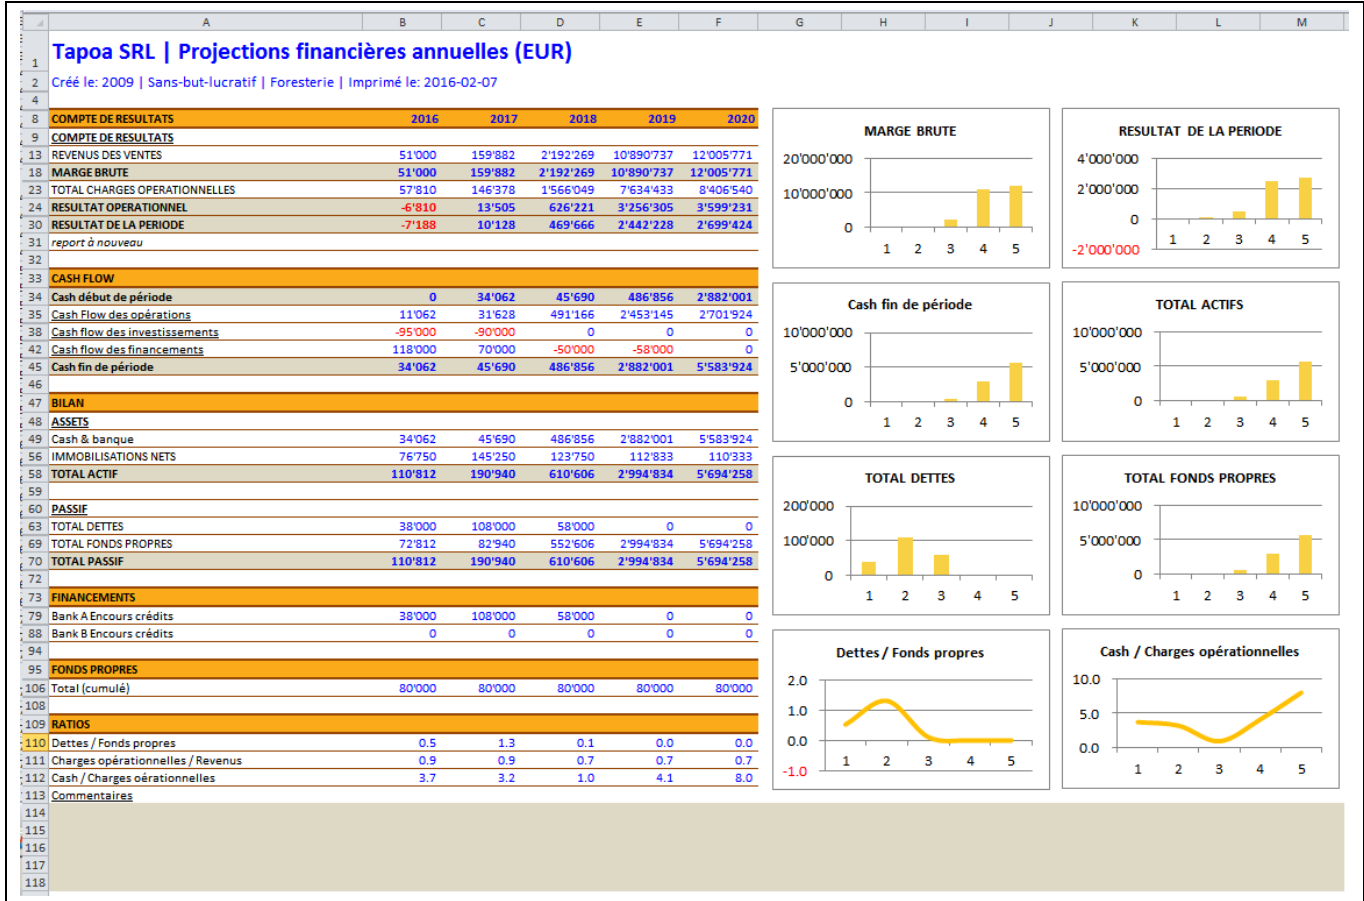 A B C D E F G H I J K L M
1 Tapoa SRL | Projections financières annuelles (EUR)
2 Créé le: 2009 | Sans-but-lucratif | Foresterie | Imprimé le: 2016-02-07
4
8 COMPTE DE RESULTATS 2016 2017 2018 2019 2020
9 COMPTE DE RESULTATS
13 REVENUS DES VENTES 51'000 159'882 2'192'269 10'890'737 12'005'771
18 MARGE BRUTE 51'000 159'882 2'192'269 10'890'737 12'005'771
23 TOTAL CHARGES OPERATIONNELLES 57'810 146'378 1'566'049 7'634'433 8'406'540
24 RESULTAT OPERATIONNEL -6'810 13'505 626'221 3'256'305 3'599'231
30 RESULTAT DE LA PERIODE -7'188 10'128 469'666 2'442'228 2'699'424
31 report à nouveau
32
33 CASH FLOW
34 Cash début de période 0 34'062 45'690 486'856 2'882'001
35 Cash Flow des opérations 11'062 31'628 491'166 2'453'145 2'701'924
38 Cash flow des investissements -95'000 -90'000 0 0 0
42 Cash flow des financements 118'000 70'000 -50'000 -58'000 0
45 Cash fin de période 34'062 45'690 486'856 2'882'001 5'583'924
46
47 BILAN
48 ASSETS
49 Cash & banque 34'062 45'690 486'856 2'882'001 5'583'924
56 IMMOBILISATIONS NETS 76'750 145'250 123'750 112'833 110'333
58 TOTAL ACTIF 110'812 190'940 610'606 2'994'834 5'694'258
59
60 PASSIF
63 TOTAL DETTES 38'000 108'000 58'000 0 0
69 TOTAL FONDS PROPRES 72'812 82'940 552'606 2'994'834 5'694'258
70 TOTAL PASSIF 110'812 190'940 610'606 2'994'834 5'694'258
72
73 FINANCEMENTS
79 Bank A Encours crédits 38'000 108'000 58'000 0 0
88 Bank B Encours crédits 0 0 0 0 0
94
95 FONDS PROPRES
106 Total (cumulé) 80'000 80'000 80'000 80'000 80'000
108
109 RATIOS
110 Dettes / Fonds propres 0.5 1.3 0.1 0.0 0.0
111 Charges opérationnelles / Revenus 0.9 0.9 0.7 0.7 0.7
112 Cash / Charges oérationnelles 3.7 3.2 1.0 4.1 8.0
113 Commentaires
114
115
116
117
118
MARGE BRUTE
20'000'000
10'000'000
0
1 2 3 4 5
RESULTAT DE LA PERIODE
4'000'000
2'000'000
0
-2'000'000
1 2 3 4 5
Cash fin de période
10'000'000
5'000'000
0
1 2 3 4 5
TOTAL ACTIFS
10'000'000
5'000'000
0
1 2 3 4 5
TOTAL DETTES
200'000
100'000
0
1 2 3 4 5
TOTAL FONDS PROPRES
10'000'000
5'000'000
0
1 2 3 4 5
Dettes / Fonds propres
2.0
1.0
0.0
-1.0
1 2 3 4 5
Cash / Charges opérationnelles
10.0
5.0
0.0
1 2 3 4 5